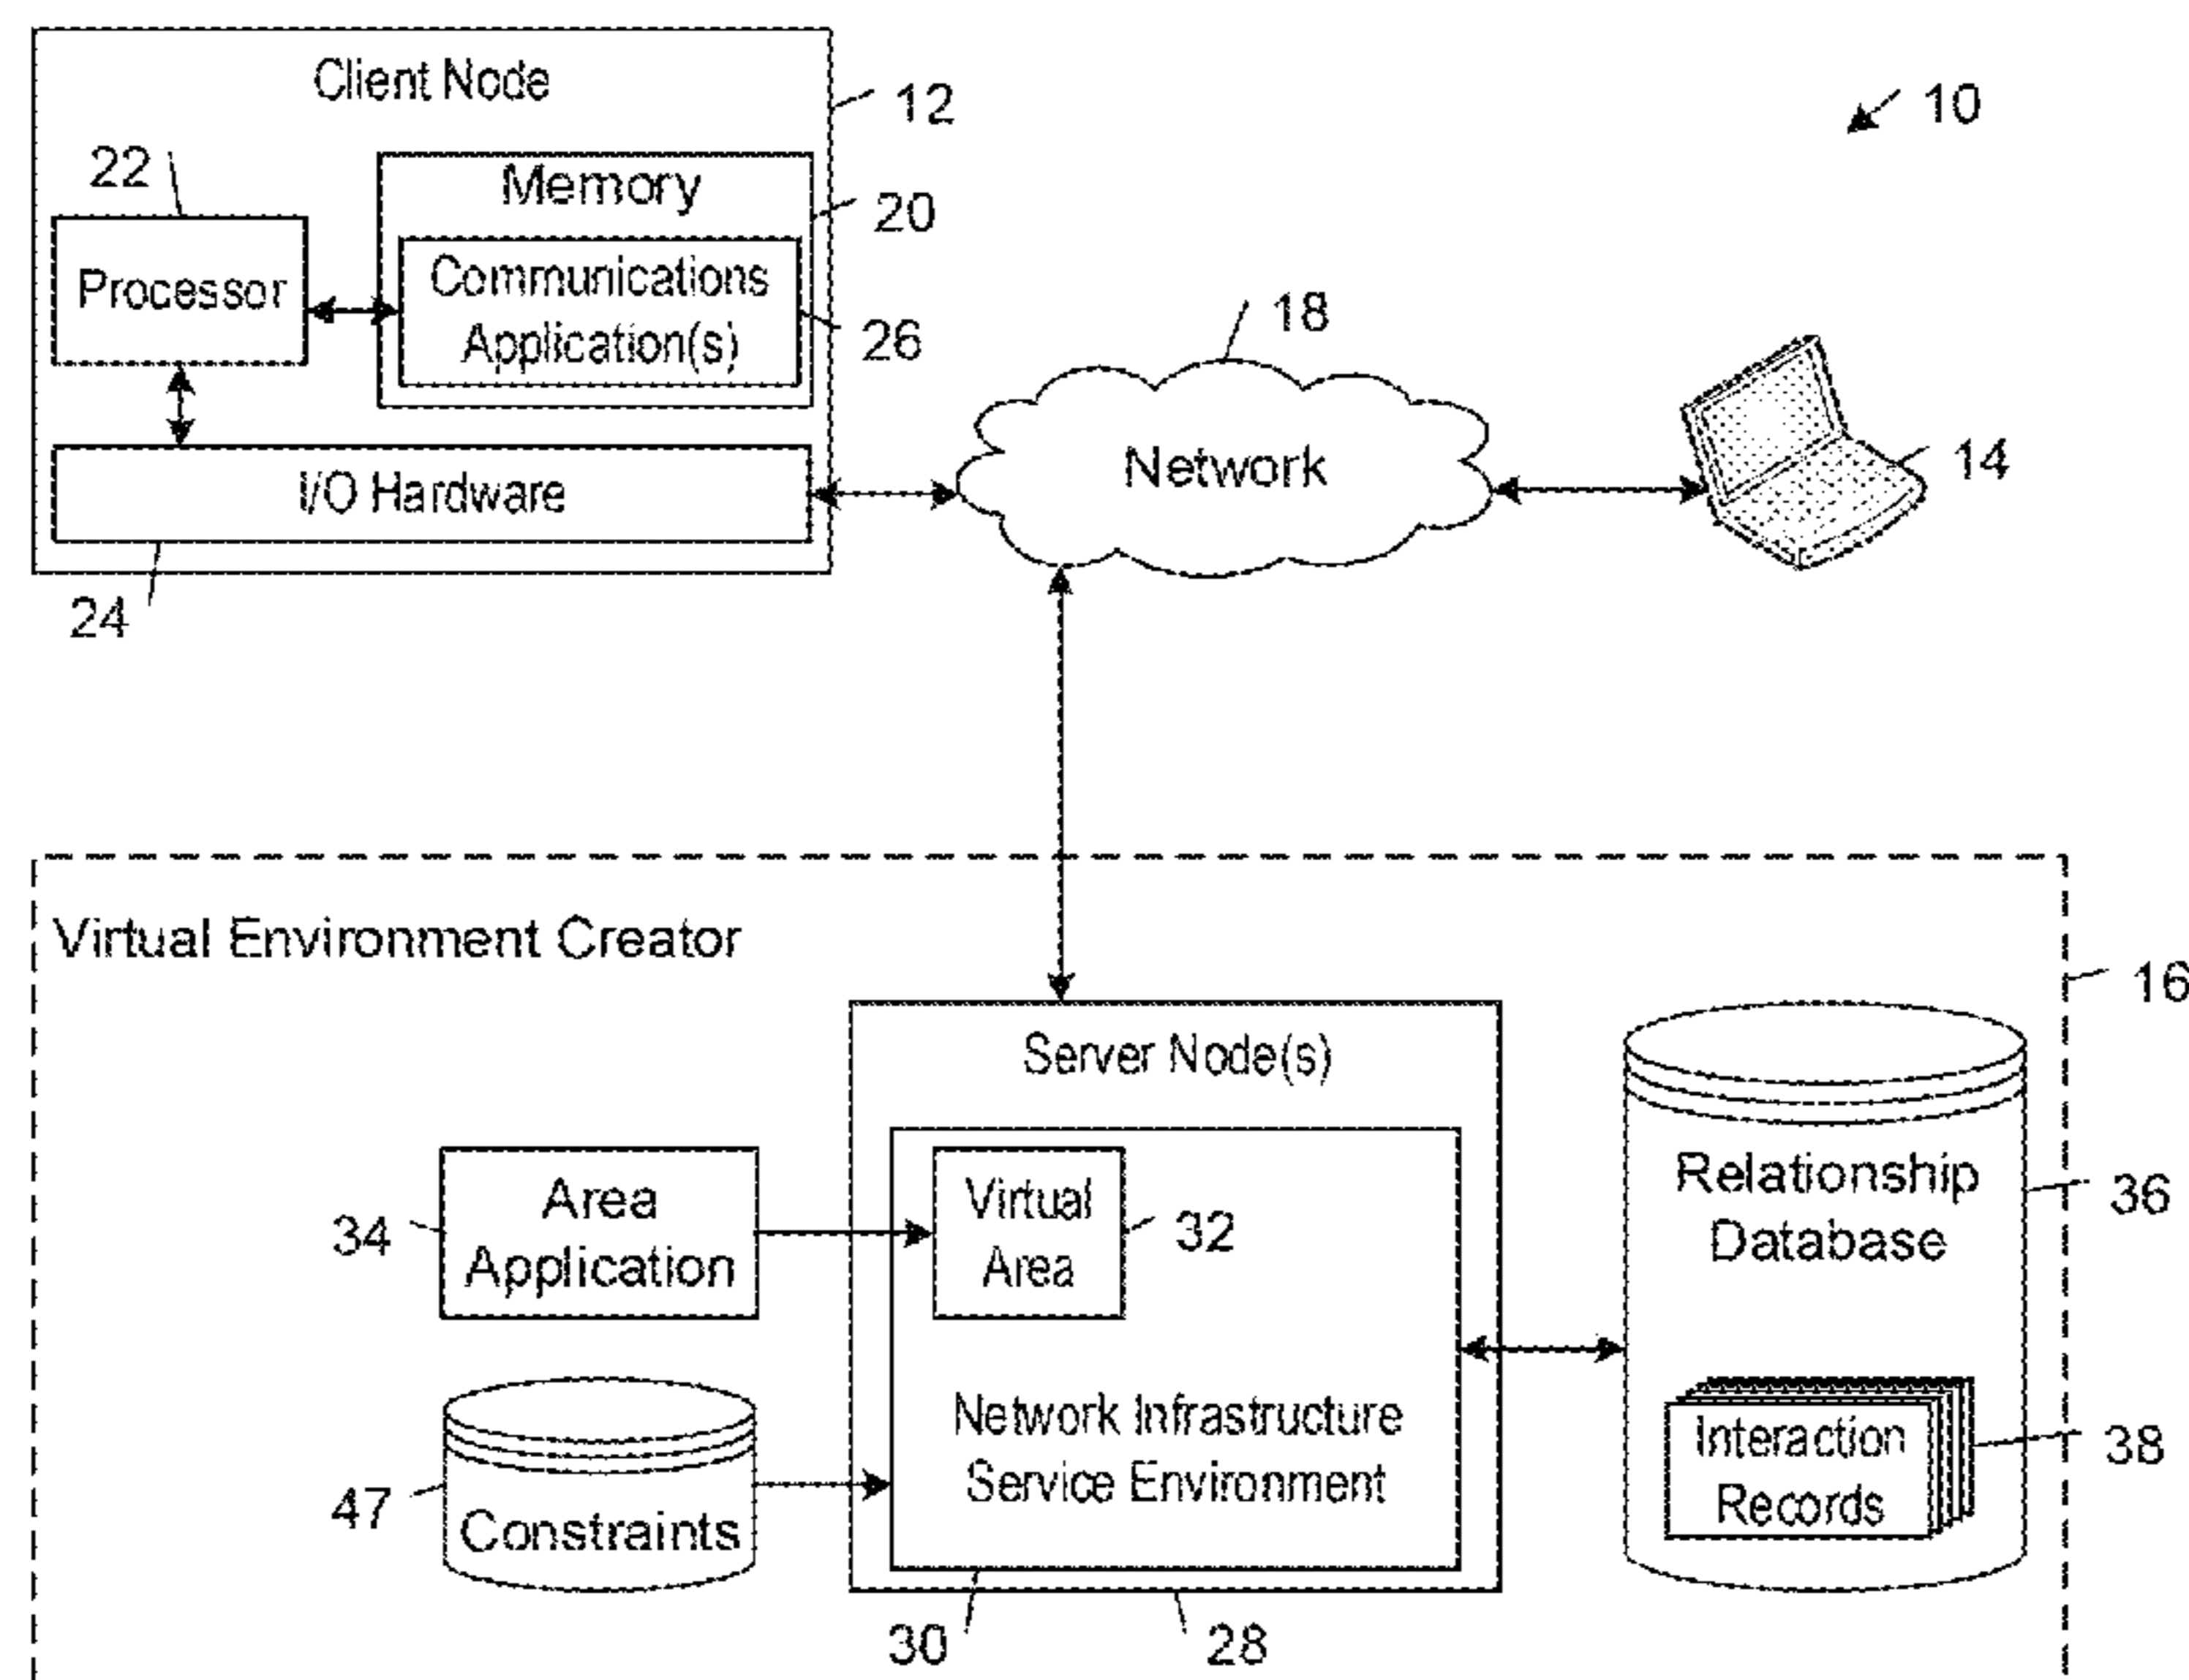 Client Node
12
10
22
Memory
20
Processor
Communications
Application(s)
26
18
I/O Hardware
Network
14
24
Virtual Environment Creator
16
Server Node(s)
Area
Application
34
Virtual
Area
32
Relationship
Database
36
Network Infrastructure
Service Environment
Interaction
Records
38
47
Constraints
30
28